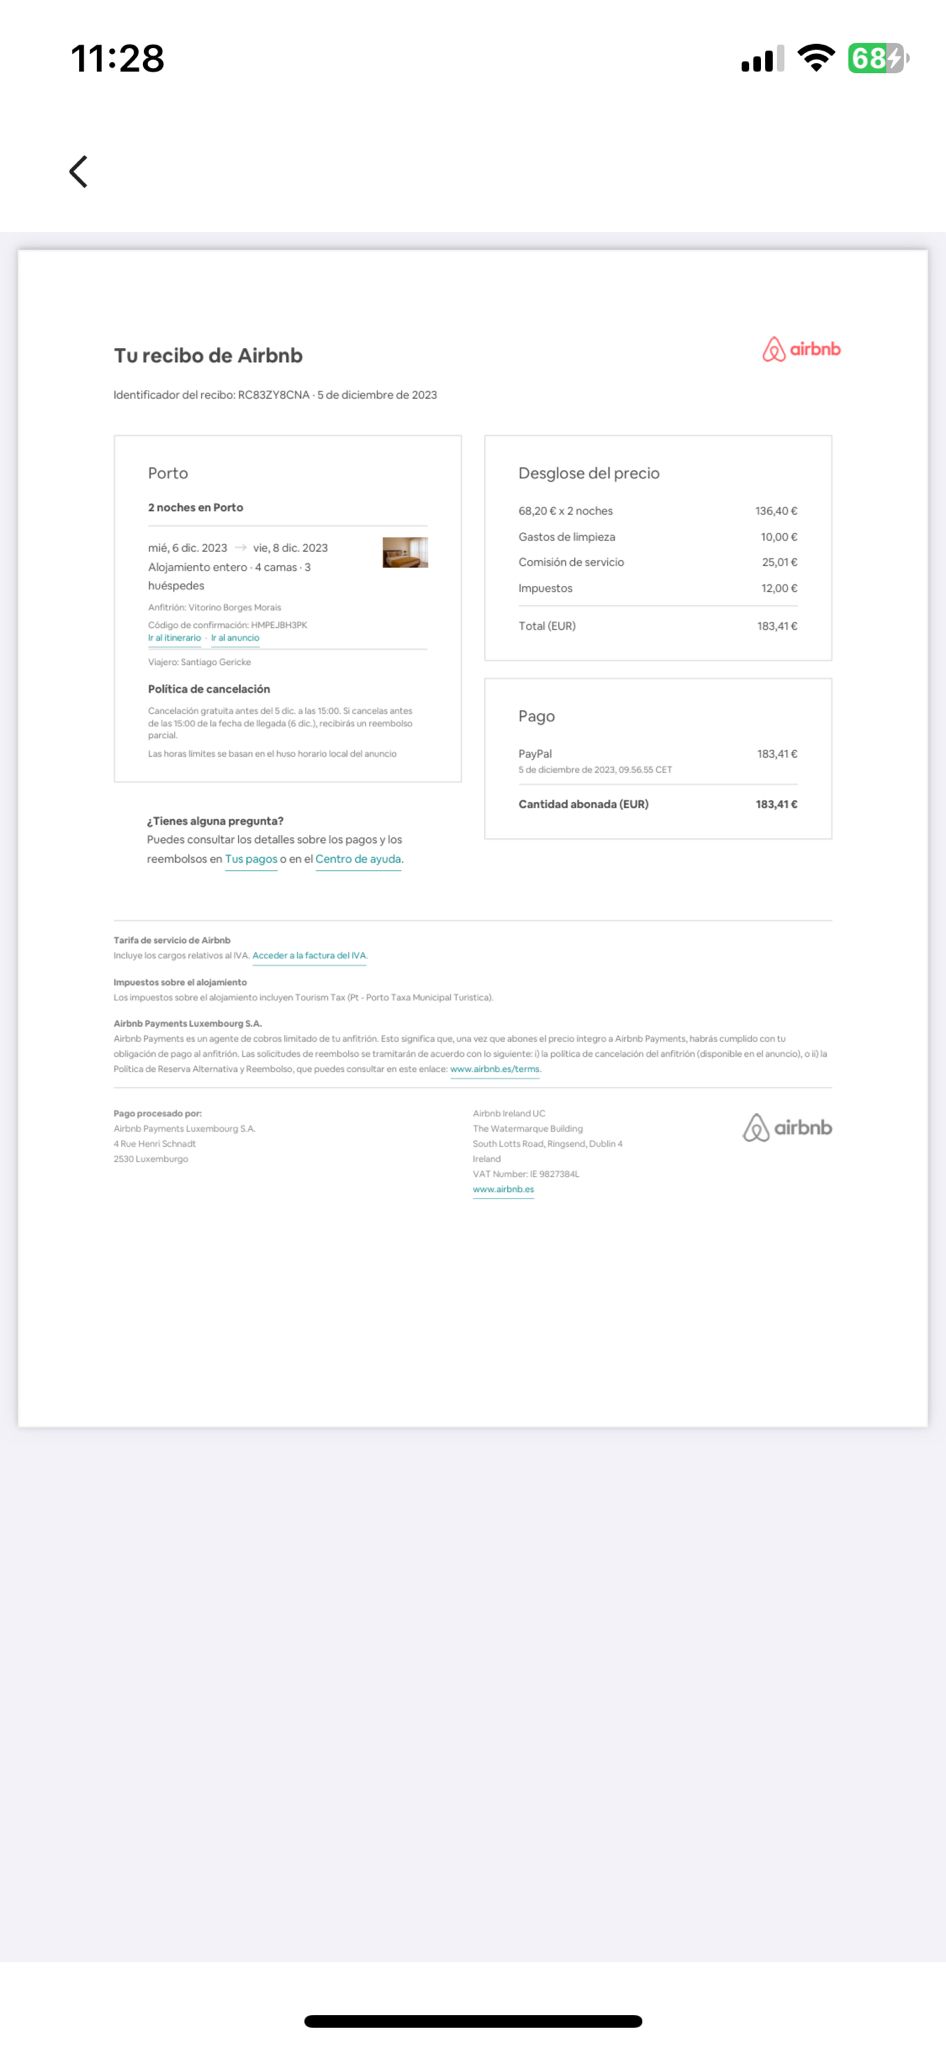 11:28
68
Tu recibo de Airbnb
airbnb
Identificador del recibo: RC83ZY8CNA · 5 de diciembre de 2023
Porto
2 noches en Porto
mié, 6 dic. 2023 → vie, 8 dic. 2023
Alojamiento entero · 4 camas · 3
huéspedes
Anfitrión: Vitorino Borges Morais
Código de confirmación: HMPEJBH3PK
Ir al itinerario · Ir al anuncio
Viajero: Santiago Gericke
Política de cancelación
Cancelación gratuita antes del 5 dic. a las 15:00. Si cancelas antes
de las 15:00 de la fecha de llegada (6 dic.), recibirás un reembolso
parcial.
Las horas límites se basan en el huso horario local del anuncio
Desglose del precio
68,20 € x 2 noches 136,40 €
Gastos de limpieza 10,00 €
Comisión de servicio 25,01 €
Impuestos 12,00 €
Total (EUR) 183,41 €
Pago
PayPal 183,41 €
5 de diciembre de 2023, 09.56.55 CET
Cantidad abonada (EUR) 183,41 €
¿Tienes alguna pregunta?
Puedes consultar los detalles sobre los pagos y los
reembolsos en Tus pagos o en el Centro de ayuda.
Tarifa de servicio de Airbnb
Incluye los cargos relativos al IVA. Acceder a la factura del IVA.
Impuestos sobre el alojamiento
Los impuestos sobre el alojamiento incluyen Tourism Tax (Pt - Porto Taxa Municipal Turistica).
Airbnb Payments Luxembourg S.A.
Airbnb Payments es un agente de cobros limitado de tu anfitrión. Esto significa que, una vez que abones el precio íntegro a Airbnb Payments, habrás cumplido con tu
obligación de pago al anfitrión. Las solicitudes de reembolso se tramitarán de acuerdo con lo siguiente: i) la política de cancelación del anfitrión (disponible en el anuncio), o ii) la
Política de Reserva Alternativa y Reembolso, que puedes consultar en este enlace: www.airbnb.es/terms.
Pago procesado por:
Airbnb Payments Luxembourg S.A.
4 Rue Henri Schnadt
2530 Luxemburgo
Airbnb Ireland UC
The Watermarque Building
South Lotts Road, Ringsend, Dublin 4
Ireland
VAT Number: IE 9827384L
www.airbnb.es
airbnb